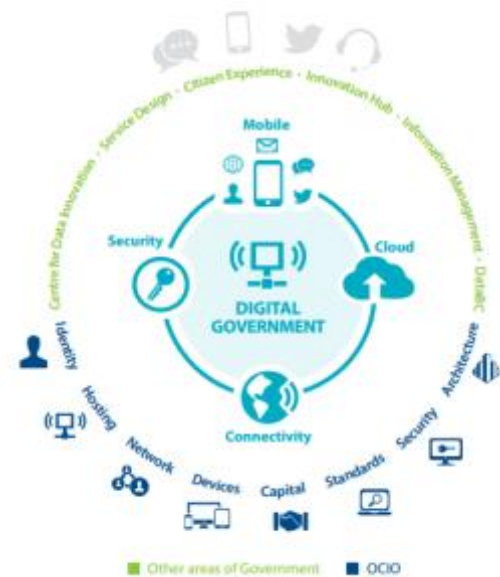 Centre for Data Innovation · Service Design · Citizen Experience · Innovation Hub · Information Management · DataBC
Mobile
Security
Cloud
DIGITAL
GOVERNMENT
Connectivity
Identity
Hosting
Network
Devices
Capital
Standards
Security
Architecture
Other areas of Government
OCIO